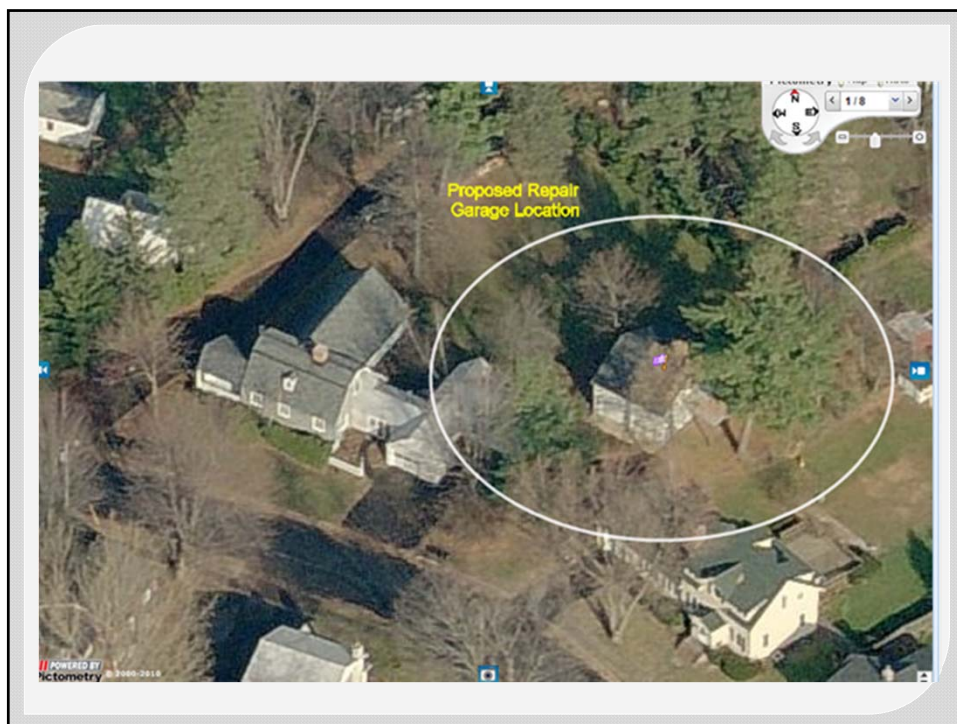 Pictometry
N
W
E
S
1 / 8
Proposed Repair
Garage Location
POWERED BY
Pictometry © 2000-2010